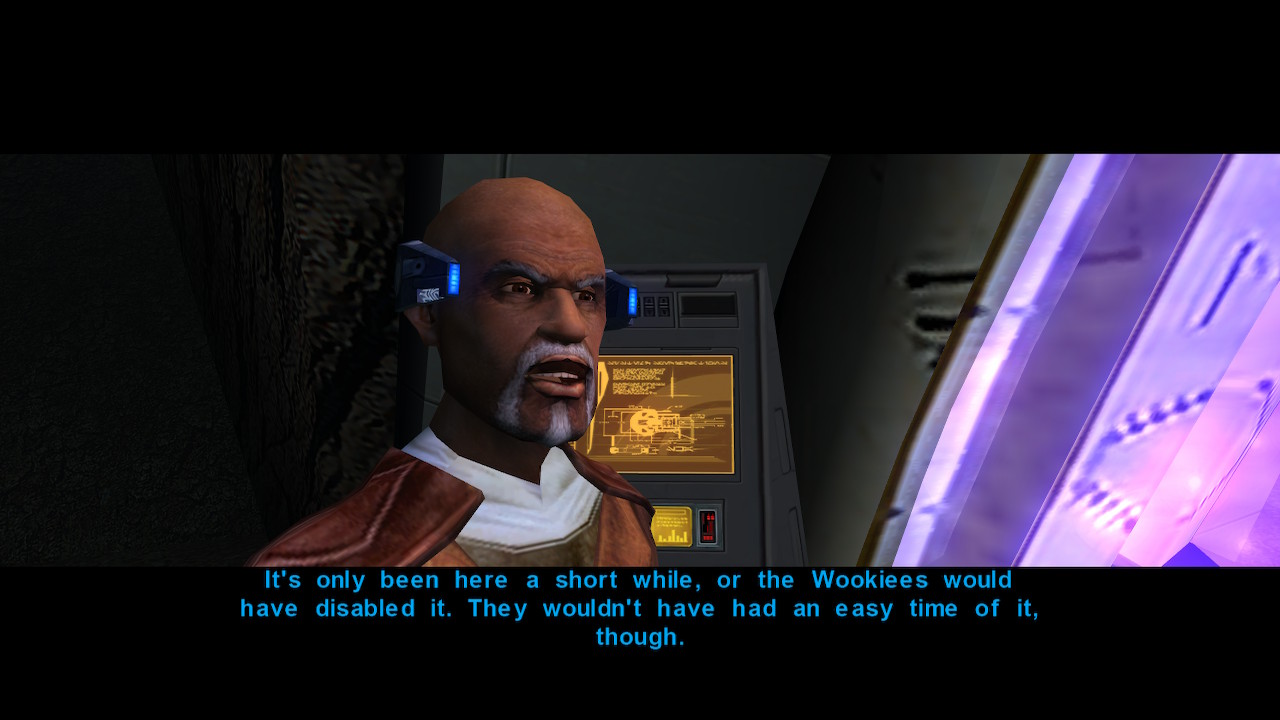 It's only been here a short while, or the Wookiees would
have disabled it. They wouldn't have had an easy time of it,
though.